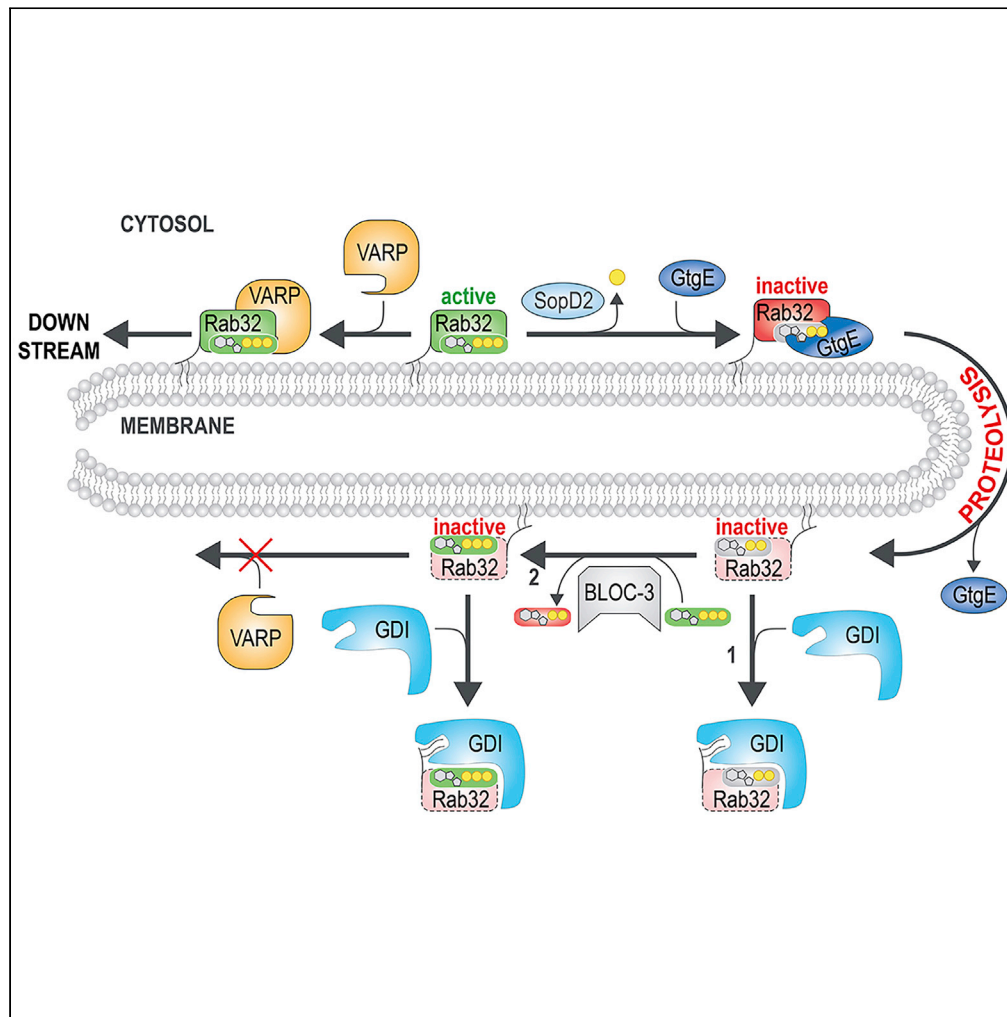 CYTOSOL
VARP
VARP
active
SopD2
GtgE
inactive
DOWN
STREAM
Rab32
Rab32
Rab32
GtgE
MEMBRANE
PROTEOLYSIS
inactive
inactive
Rab32
2
BLOC-3
Rab32
GtgE
VARP
GDI
1
GDI
GDI
GDI
Rab32
Rab32